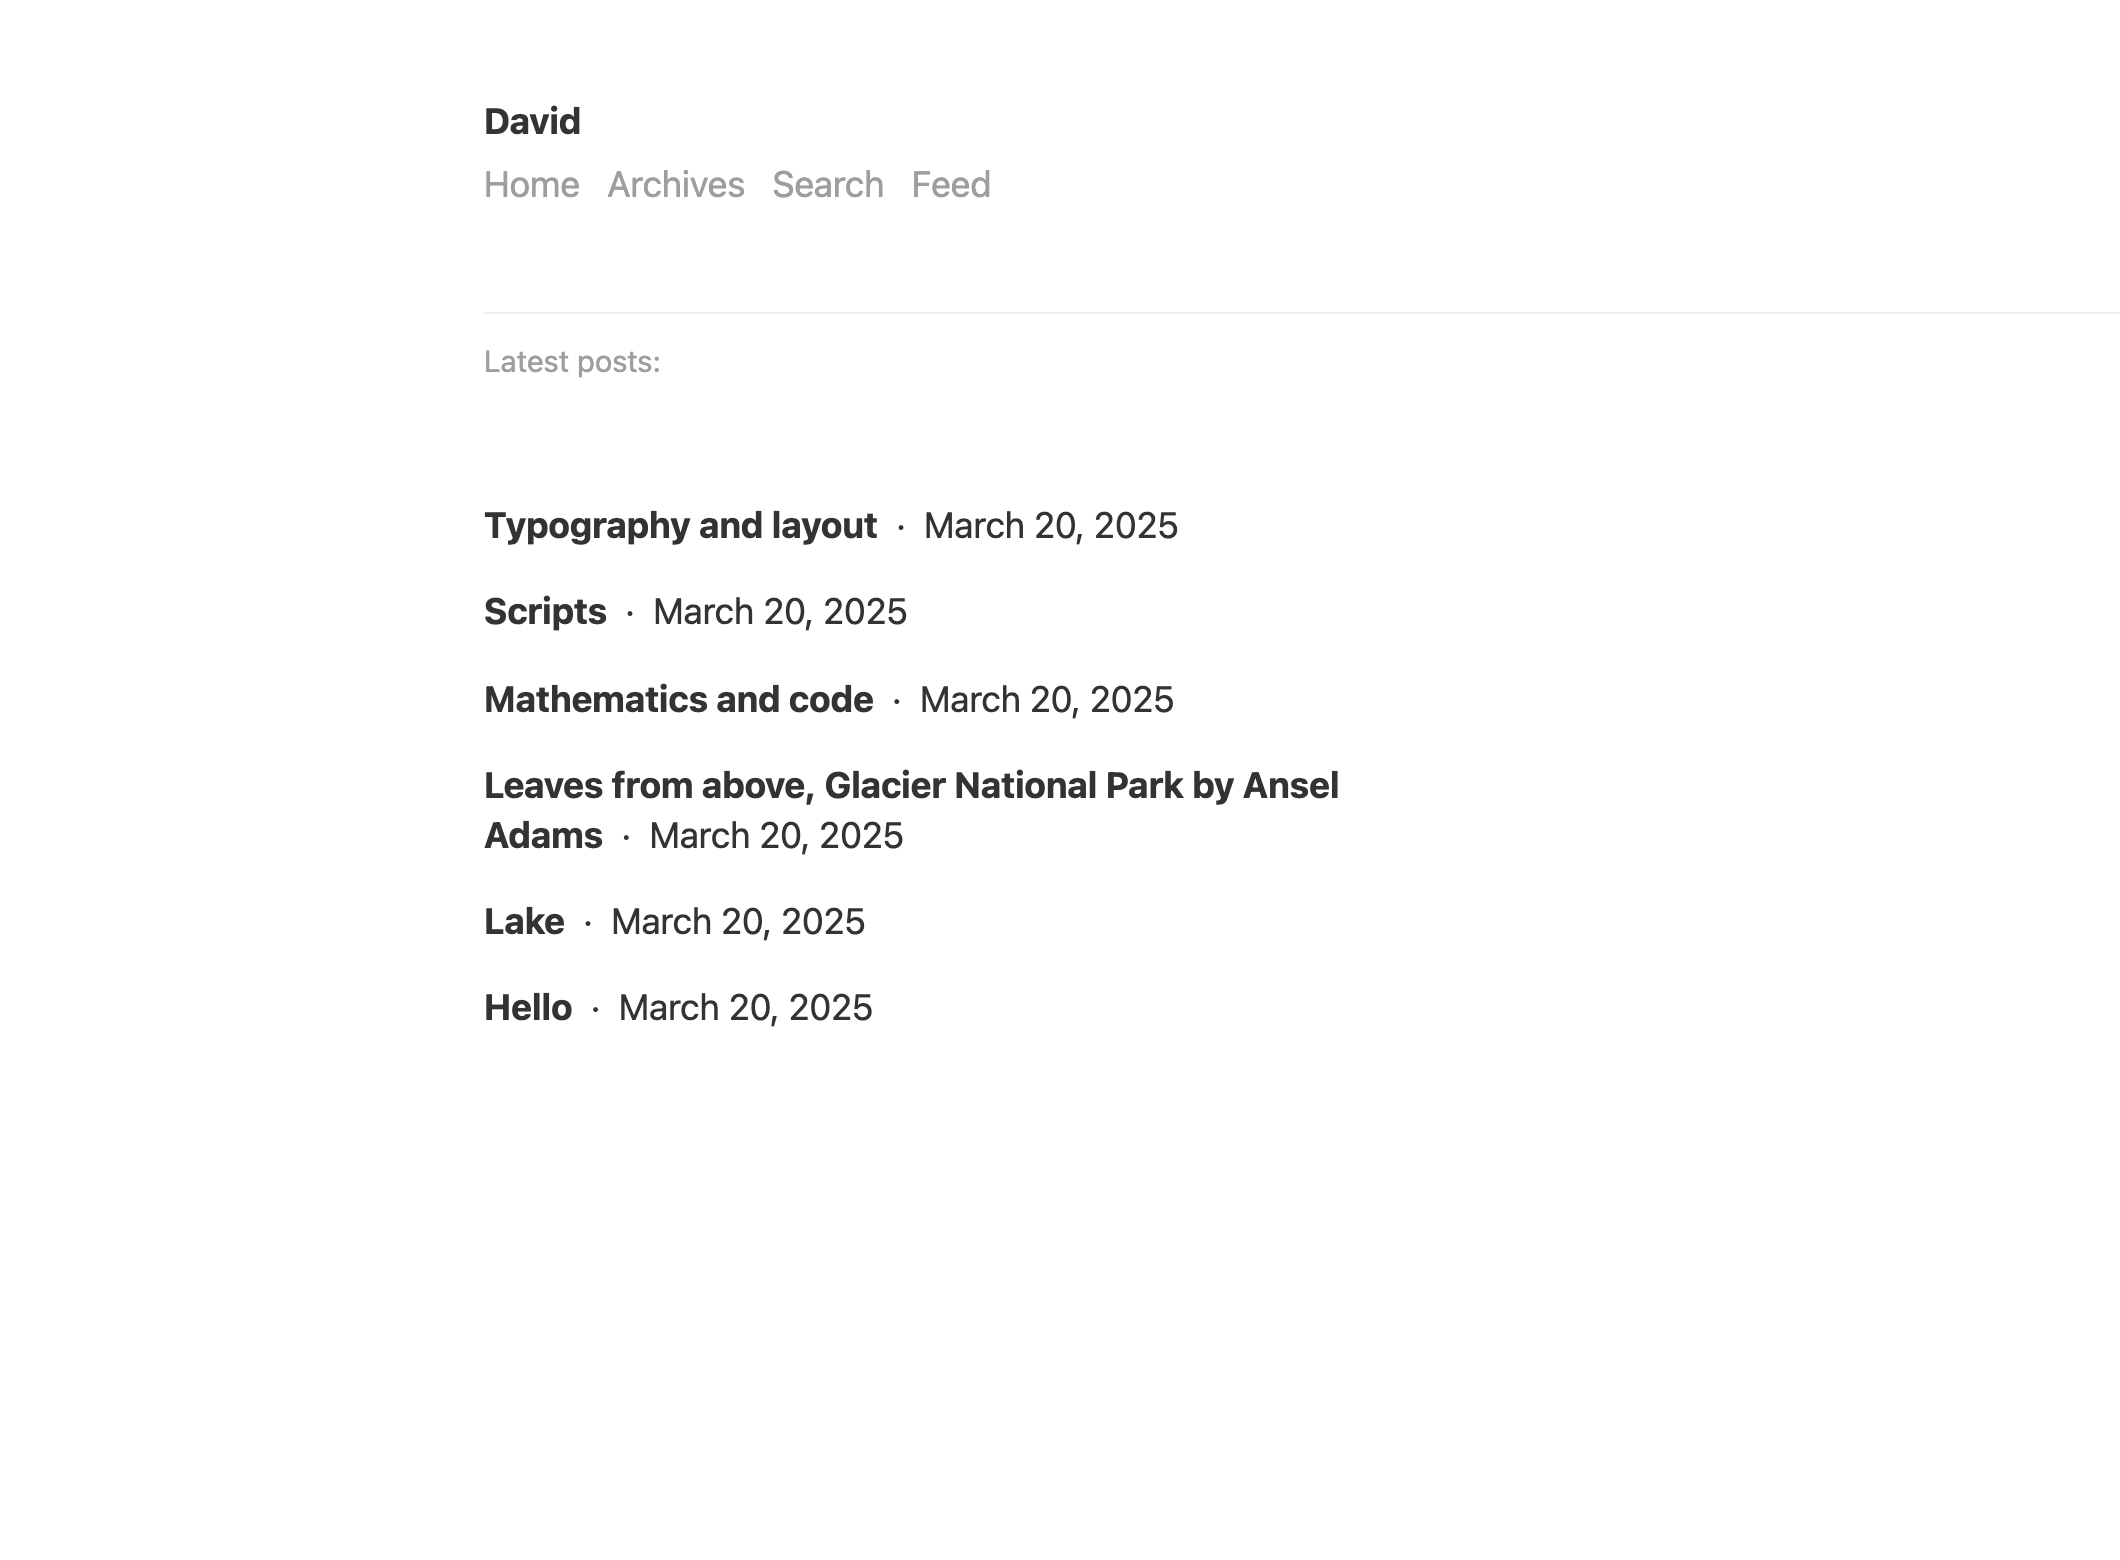 David
Home Archives Search Feed
Latest posts:
Typography and layout · March 20, 2025
Scripts · March 20, 2025
Mathematics and code · March 20, 2025
Leaves from above, Glacier National Park by Ansel
Adams · March 20, 2025
Lake · March 20, 2025
Hello · March 20, 2025